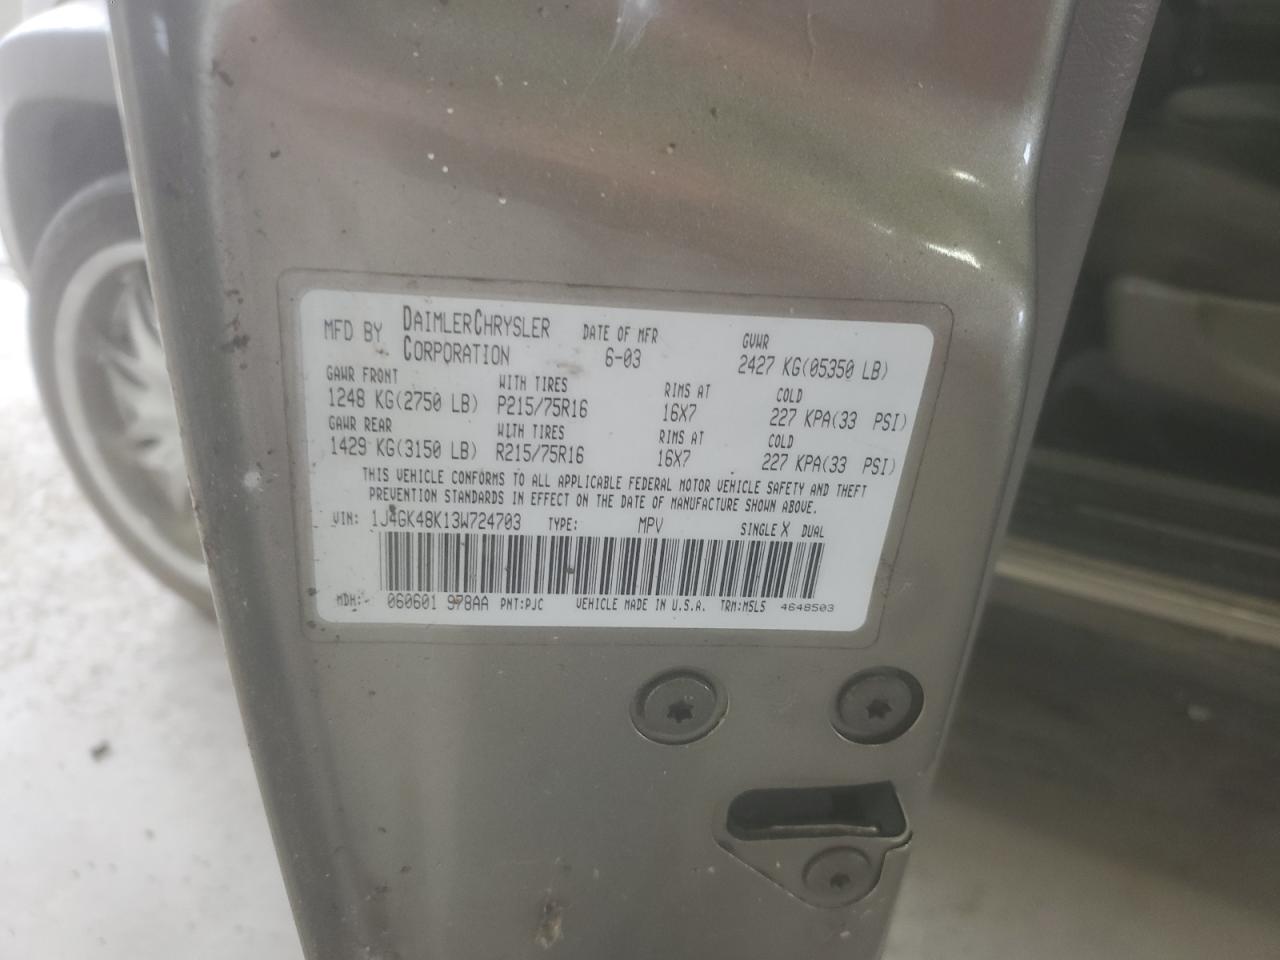 MFD BY DAIMLERCHRYSLER CORPORATION DATE OF MFR 6-03 GVWR 2427 KG(05350 LB)
GAWR FRONT WITH TIRES RIMS AT COLD
1248 KG(2750 LB) P215/75R16 16X7 227 KPA(33 PSI)
GAWR REAR WITH TIRES RIMS AT COLD
1429 KG(3150 LB) R215/75R16 16X7 227 KPA(33 PSI)
THIS VEHICLE CONFORMS TO ALL APPLICABLE FEDERAL MOTOR VEHICLE SAFETY AND THEFT
PREVENTION STANDARDS IN EFFECT ON THE DATE OF MANUFACTURE SHOWN ABOVE.
VIN: 1J4GK48K13W724703 TYPE: MPV SINGLE X DUAL
MDH: 060601 978AA PNT:PJC VEHICLE MADE IN U.S.A. TRM:M5L5 4648503